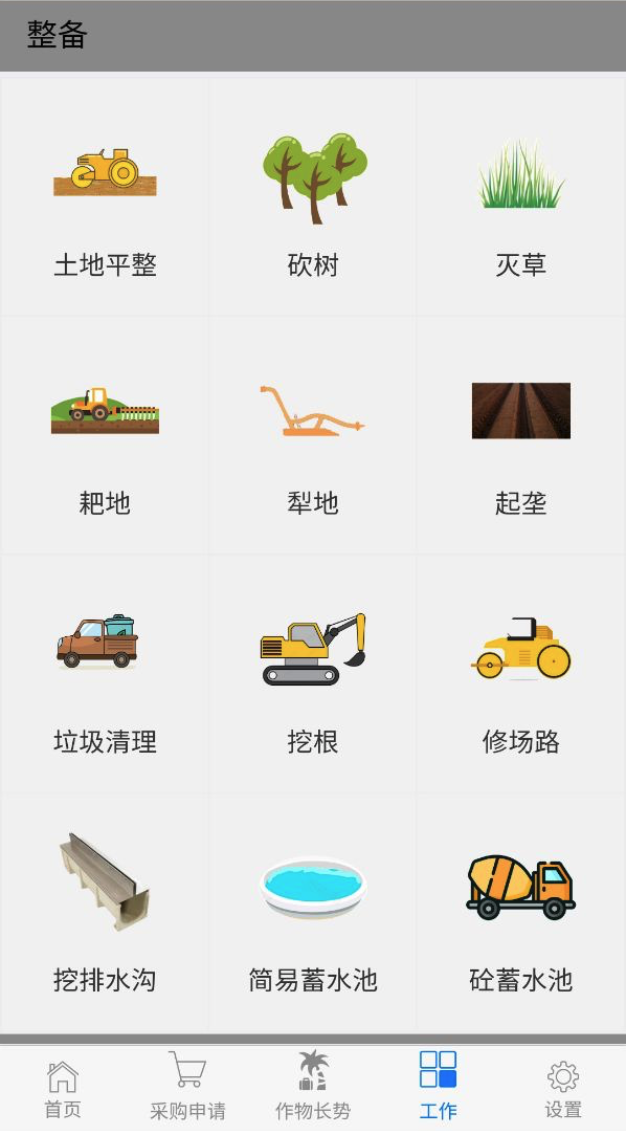 整备
土地平整
砍树
灭草
耙地
犁地
起垄
垃圾清理
挖根
修场路
挖排水沟
简易蓄水池
砼蓄水池
首页
采购申请
作物长势
工作
设置